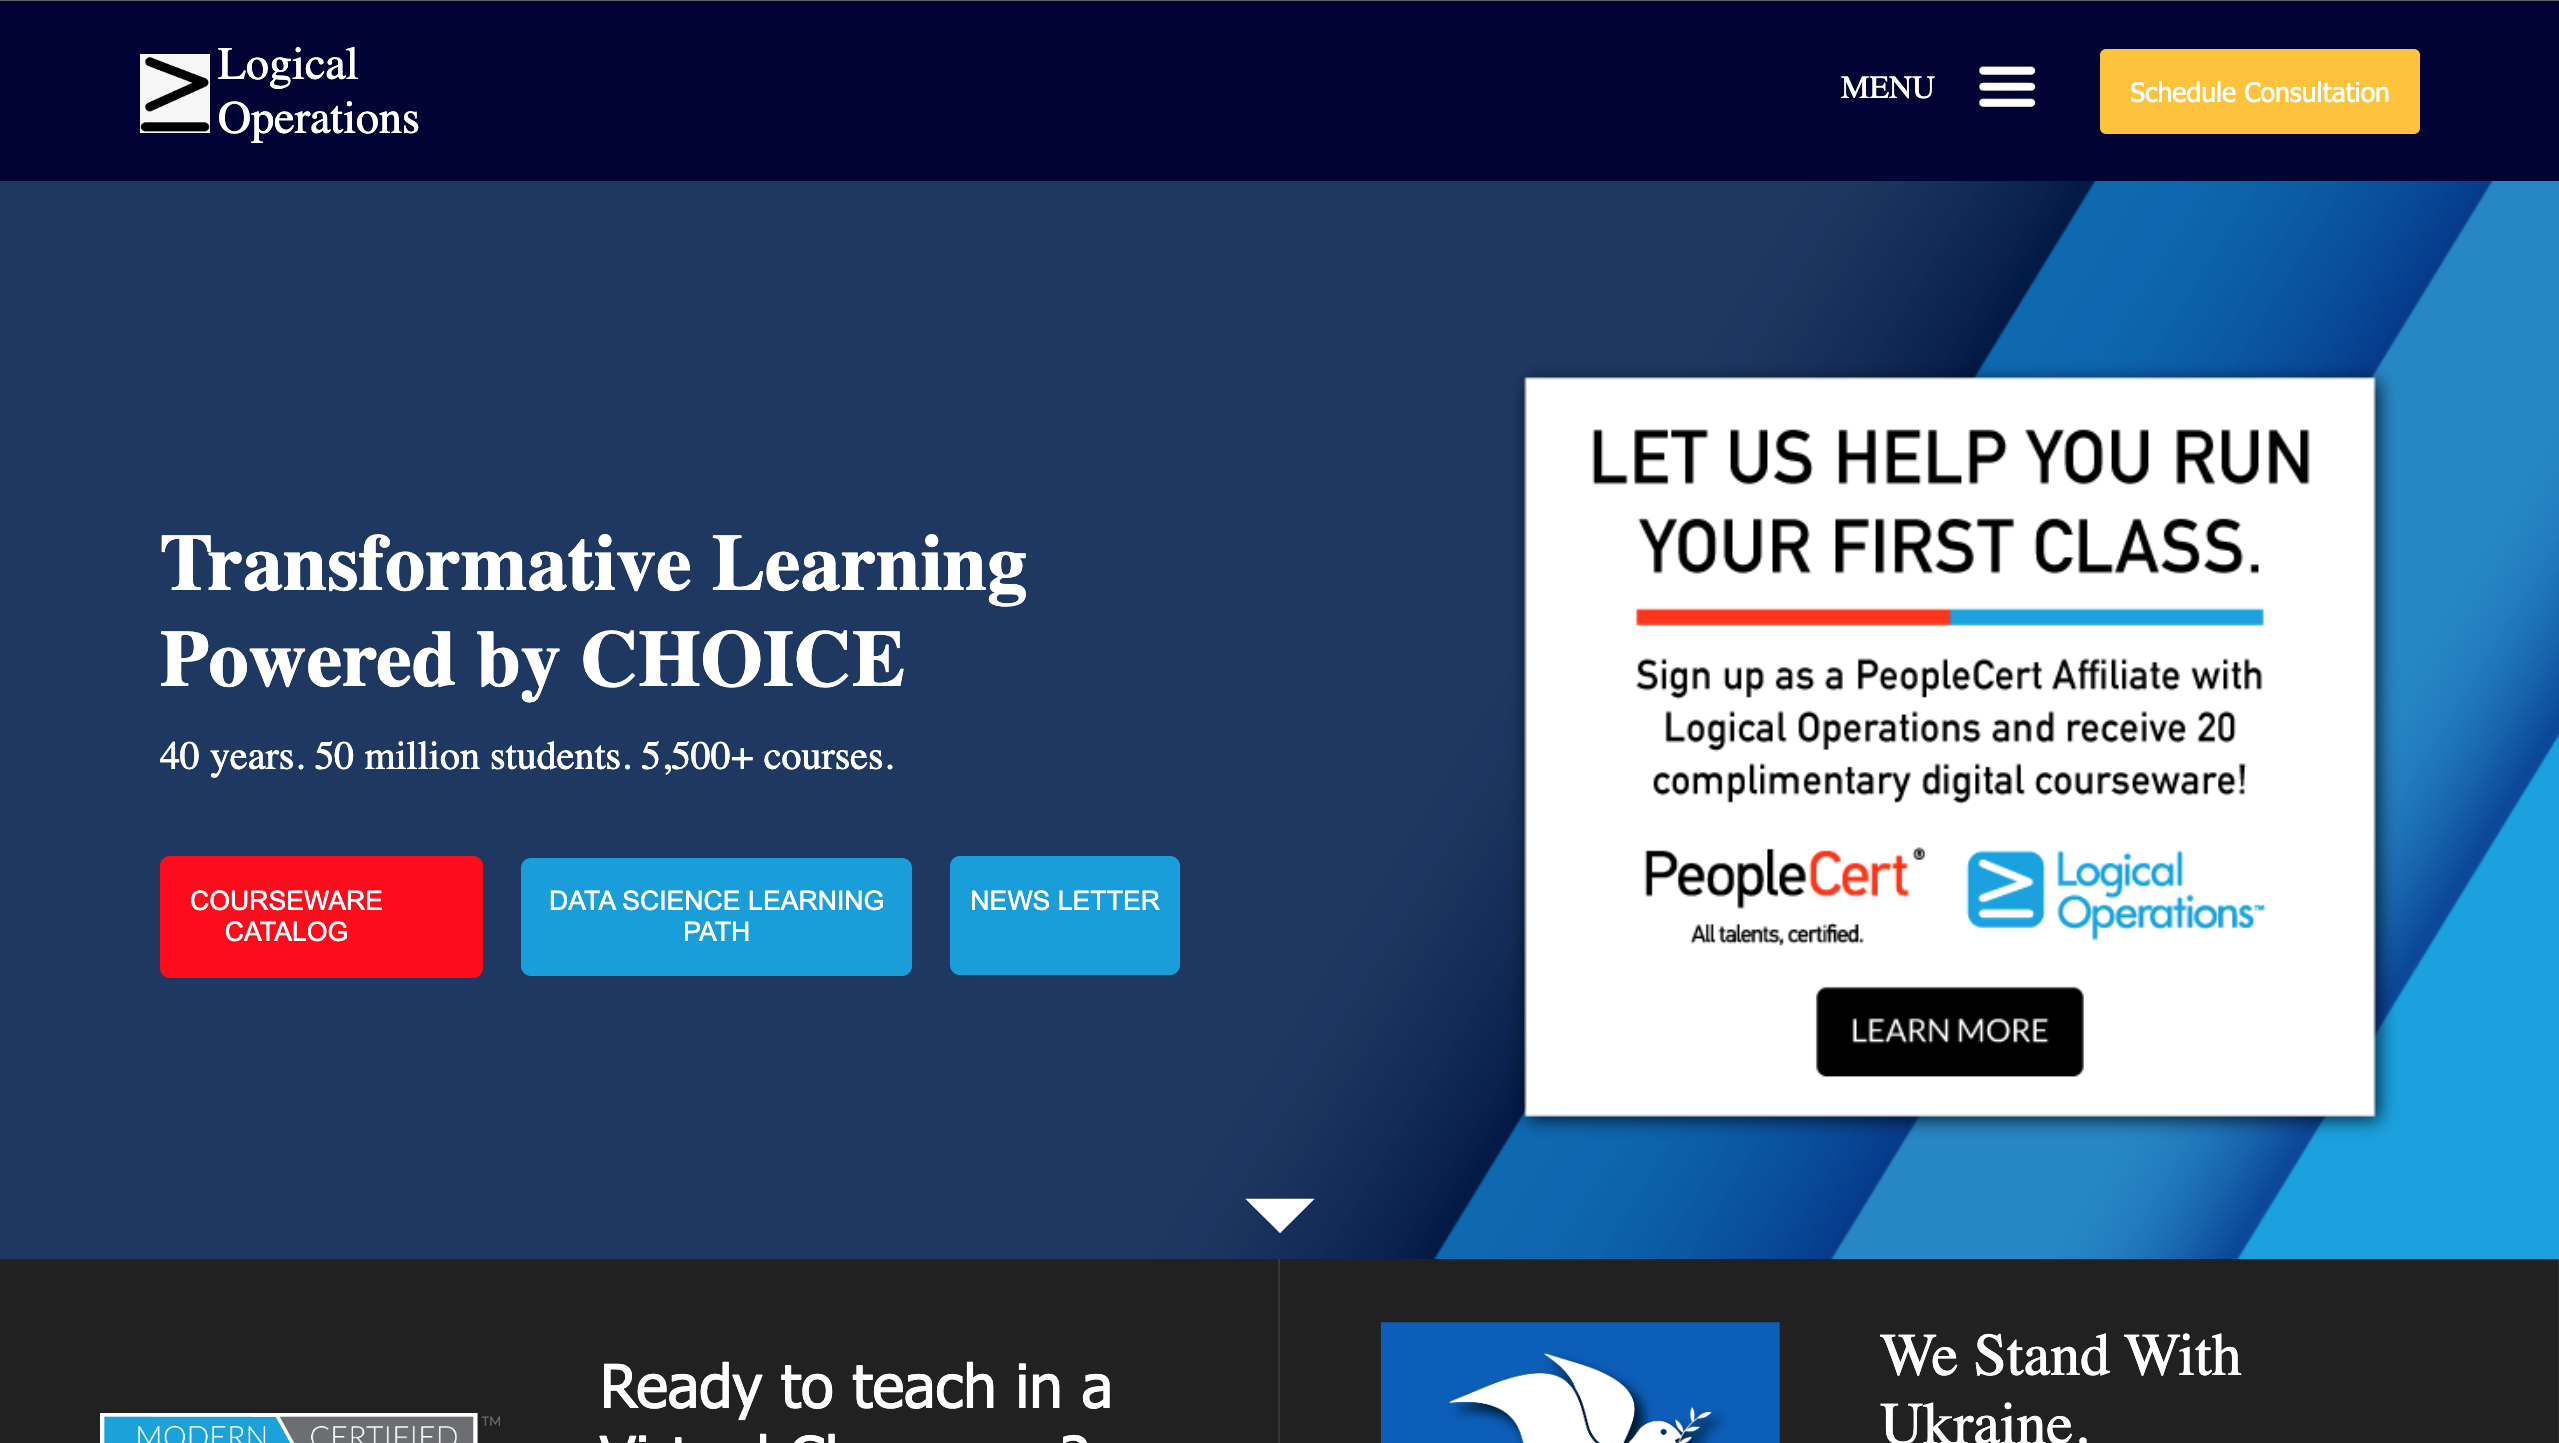 Logical
Operations
MENU
Schedule Consultation
Transformative Learning
Powered by CHOICE
40 years. 50 million students. 5,500+ courses.
COURSEWARE
CATALOG
DATA SCIENCE LEARNING
PATH
NEWS LETTER
LET US HELP YOU RUN
YOUR FIRST CLASS.
Sign up as a PeopleCert Affiliate with
Logical Operations and receive 20
complimentary digital courseware!
PeopleCert®
All talents, certified.
Logical
Operations™
LEARN MORE
MODERN CERTIFIED ™
Ready to teach in a
We Stand With
Ukraine.